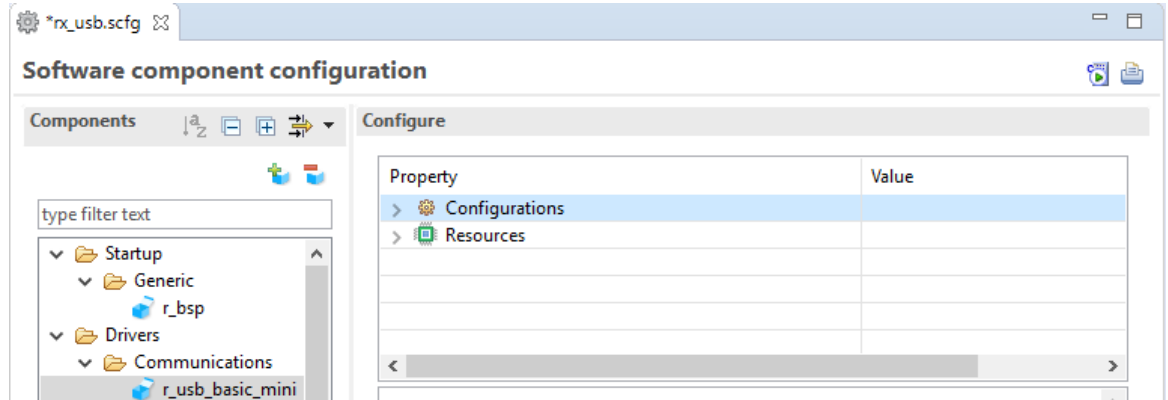 *rx_usb.scfg
Software component configuration
Components
Configure
type filter text
Startup
Generic
r_bsp
Drivers
Communications
r_usb_basic_mini
Property Value
Configurations
Resources